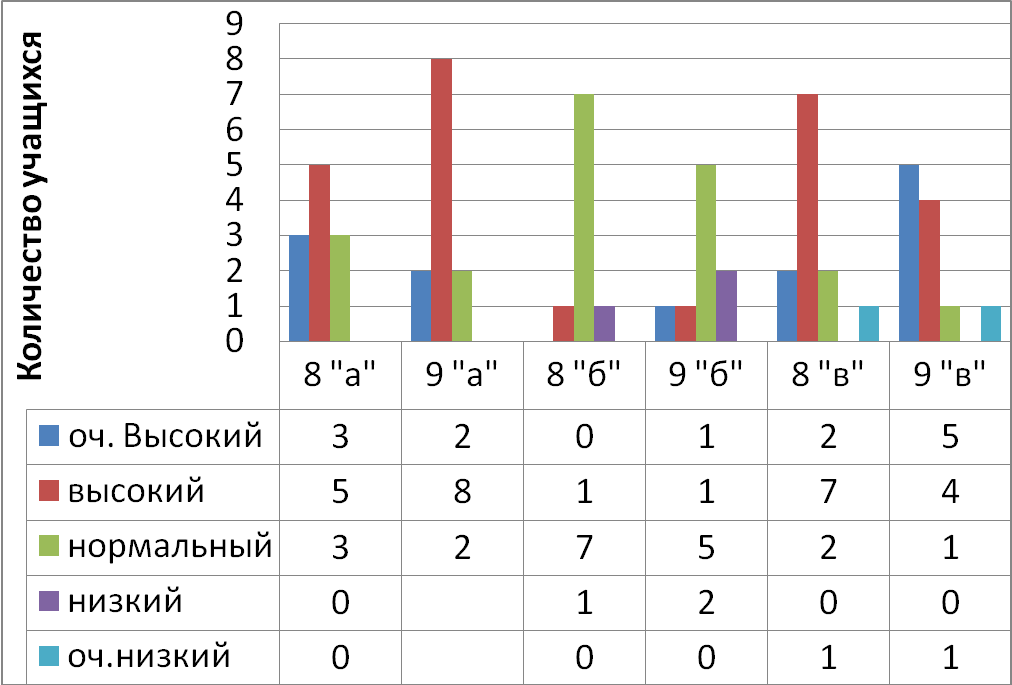 Количество учащихся
9
8
7
6
5
4
3
2
1
0
8 "а" 9 "а" 8 "б" 9 "б" 8 "в" 9 "в"
оч. Высокий 3 2 0 1 2 5
высокий 5 8 1 1 7 4
нормальный 3 2 7 5 2 1
низкий 0 1 2 0 0
оч.низкий 0 0 0 1 1